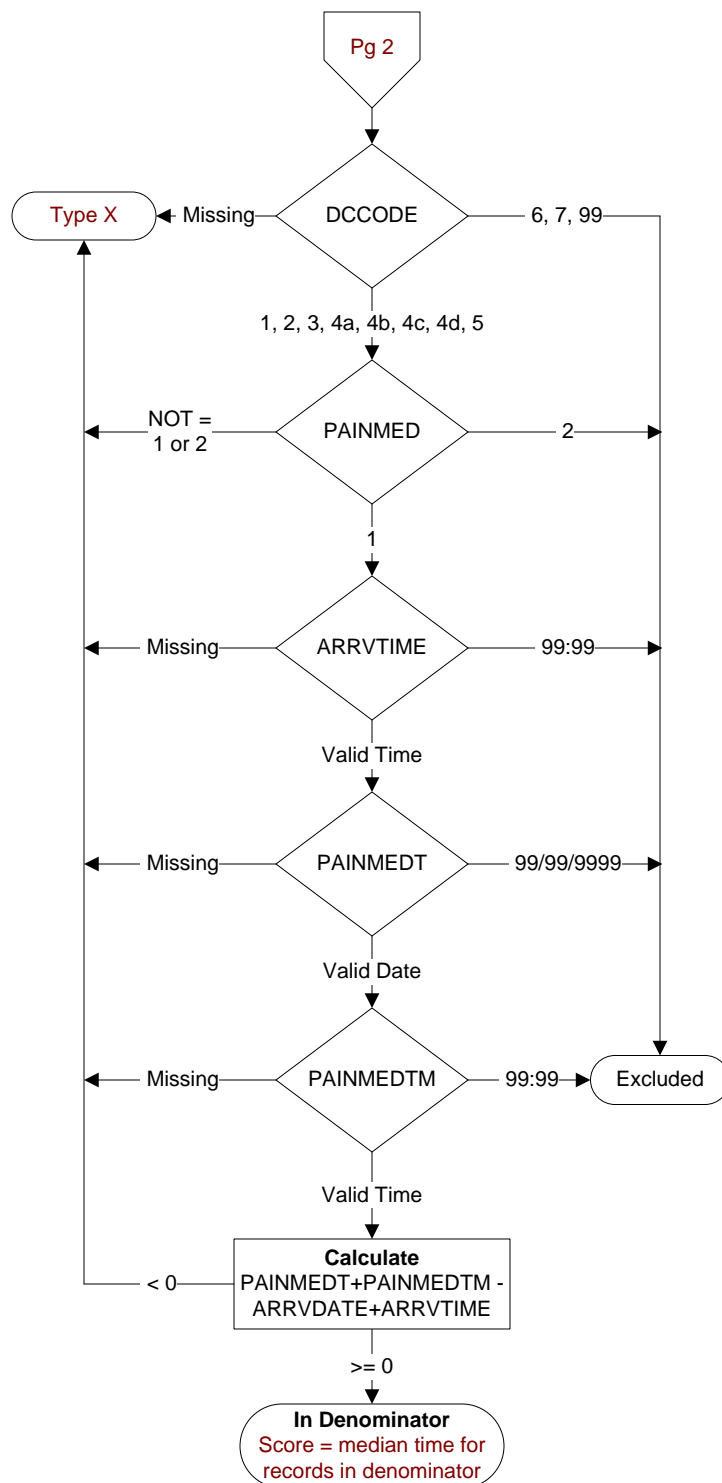 Pg 2
DCCODE
Type X
Missing
6, 7, 99
1, 2, 3, 4a, 4b, 4c, 4d, 5
NOT =
1 or 2
PAINMED
2
1
Missing
ARRVTIME
99:99
Valid Time
Missing
PAINMEDT
99/99/9999
Valid Date
Missing
PAINMEDTM
99:99
Excluded
Valid Time
Calculate
PAINMEDT+PAINMEDTM -
ARRVDATE+ARRVTIME
< 0
>= 0
In Denominator
Score = median time for
records in denominator